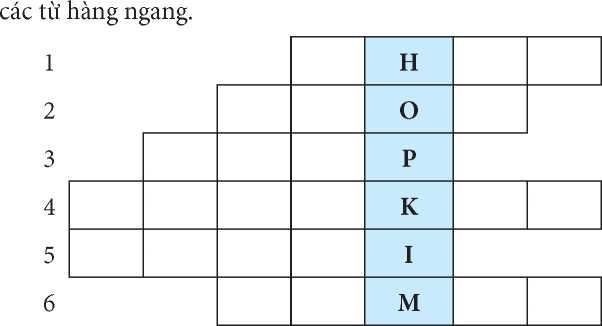 các từ hàng ngang.
1 H
2 O
3 P
4 K
5 I
6 M